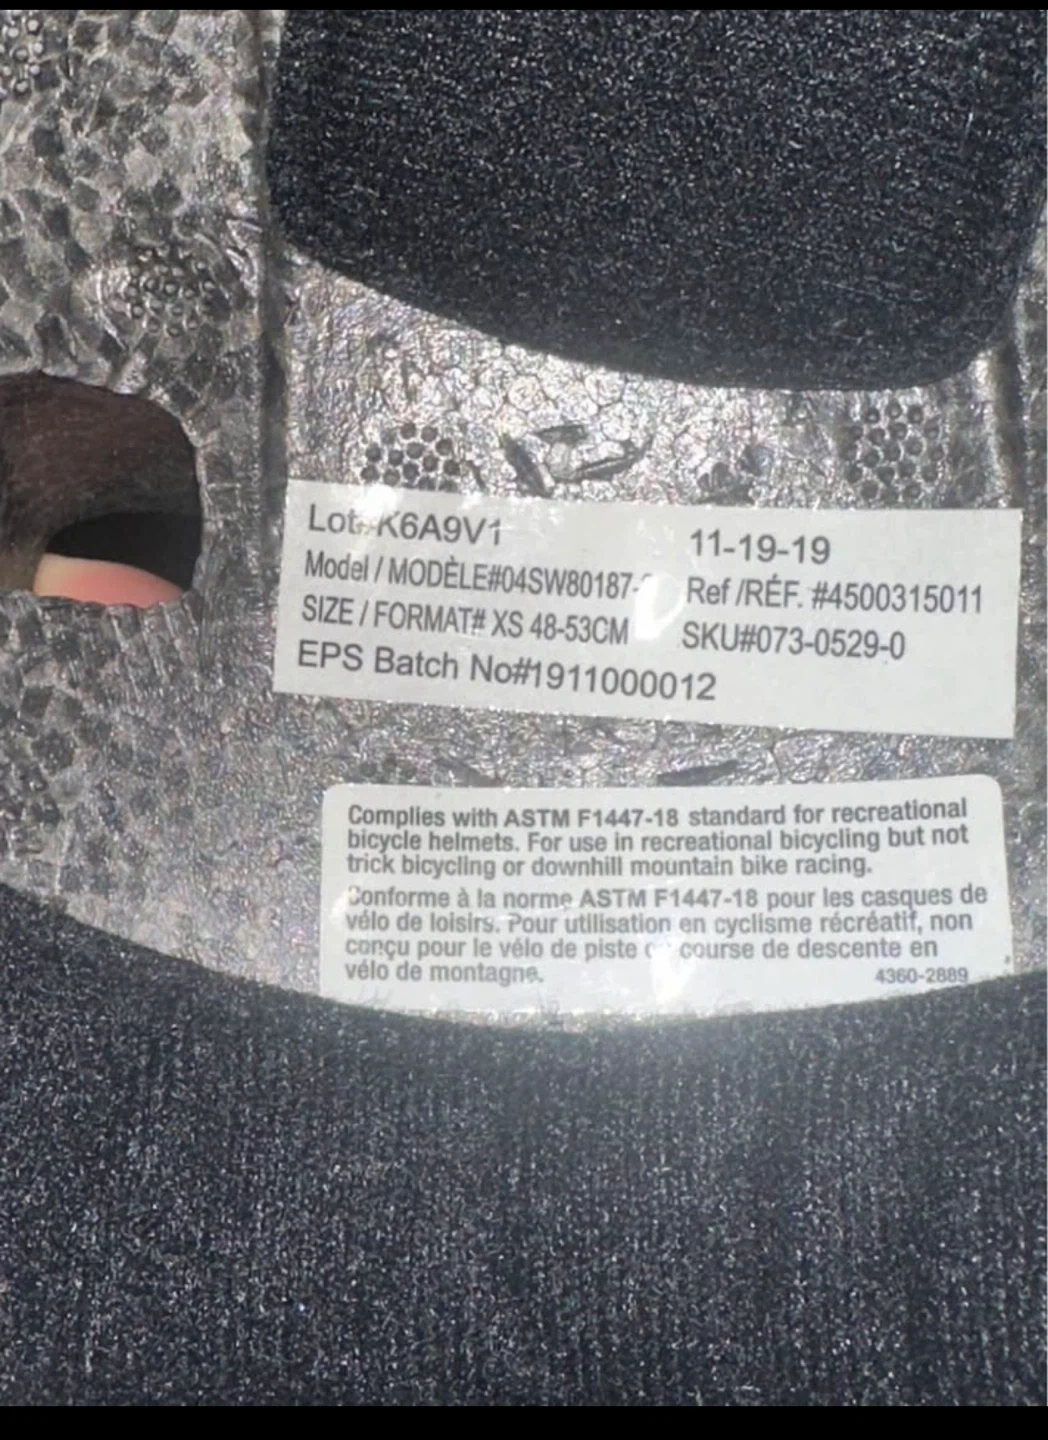 Lot: K6A9V1
11-19-19
Model / MODÈLE#04SW80187-
Ref /RÉF. #4500315011
SIZE / FORMAT# XS 48-53CM
SKU#073-0529-0
EPS Batch No#1911000012
Complies with ASTM F1447-18 standard for recreational
bicycle helmets. For use in recreational bicycling but not
trick bicycling or downhill mountain bike racing.
Conforme à la norme ASTM F1447-18 pour les casques de
vélo de loisirs. Pour utilisation en cyclisme récréatif, non
conçu pour le vélo de piste course de descente en
vélo de montagne.
4360-2889